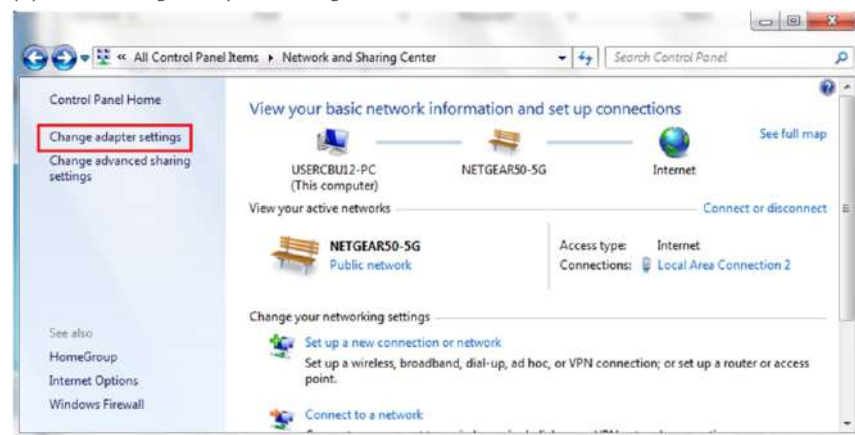 « All Control Panel Items ▸ Network and Sharing Center
Search Control Panel
Control Panel Home
Change adapter settings
Change advanced sharing
settings
See also
HomeGroup
Internet Options
Windows Firewall
View your basic network information and set up connections
See full map
USERCBU12-PC
(This computer)
NETGEAR50-5G
Internet
View your active networks
Connect or disconnect
NETGEAR50-5G
Public network
Access type: Internet
Connections: Local Area Connection 2
Change your networking settings
Set up a new connection or network
Set up a wireless, broadband, dial-up, ad hoc, or VPN connection; or set up a router or access
point.
Connect to a network